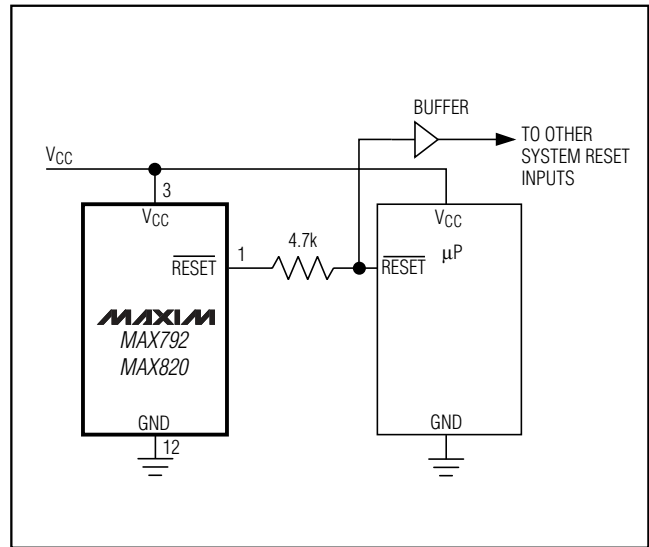 BUFFER
TO OTHER
SYSTEM RESET
INPUTS
VCC
3
VCC
VCC
4.7k
1
RESET
RESET
μP
MAXIM
MAX792
MAX820
GND
12
GND